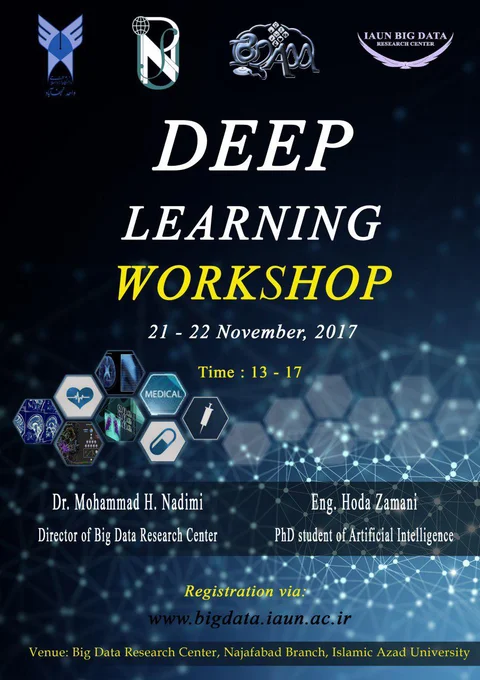 IAUN BIG DATA
RESEARCH CENTER
DEEP
LEARNING
WORKSHOP
21 - 22 November, 2017
Time : 13 - 17
MEDICAL
Dr. Mohammad H. Nadimi
Director of Big Data Research Center
Eng. Hoda Zamani
PhD student of Artificial Intelligence
Registration via:
www.bigdata.iaun.ac.ir
Venue: Big Data Research Center, Najafabad Branch, Islamic Azad University